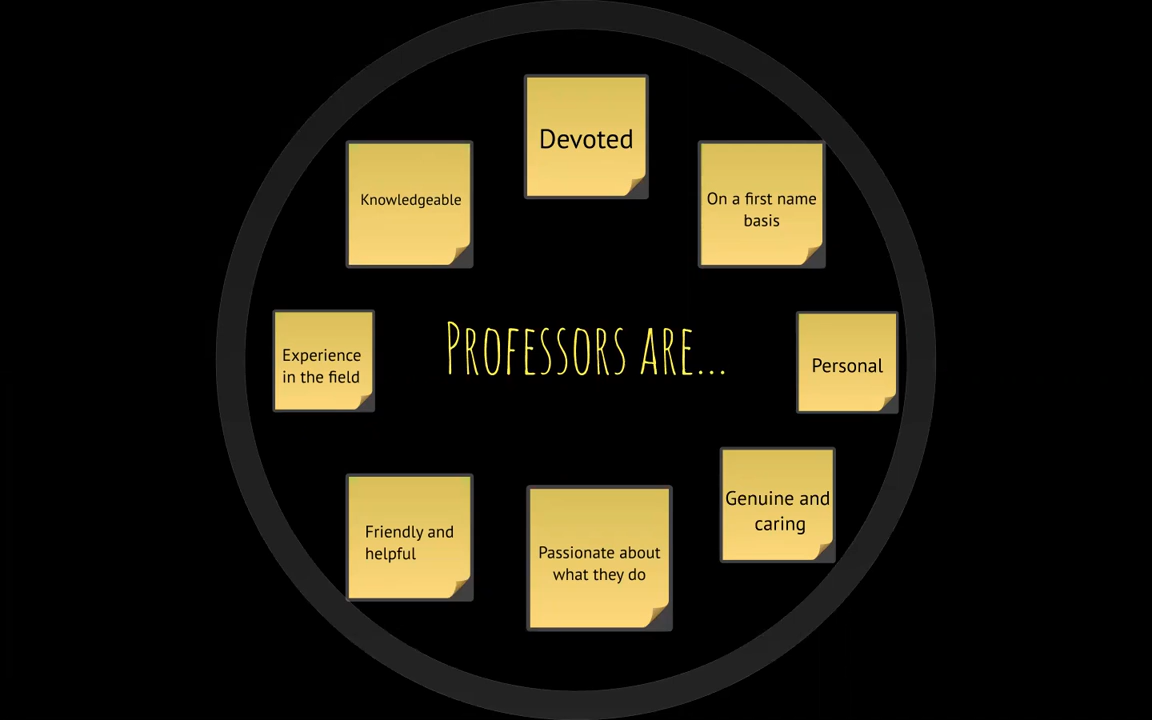 Devoted
Knowledgeable
On a first name
basis
PROFESSORS ARE...
Experience
in the field
Personal
Genuine and
caring
Friendly and
helpful
Passionate about
what they do